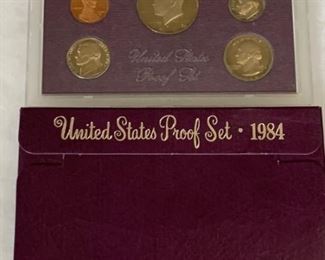 United States
Proof Set
United States Proof Set • 1984